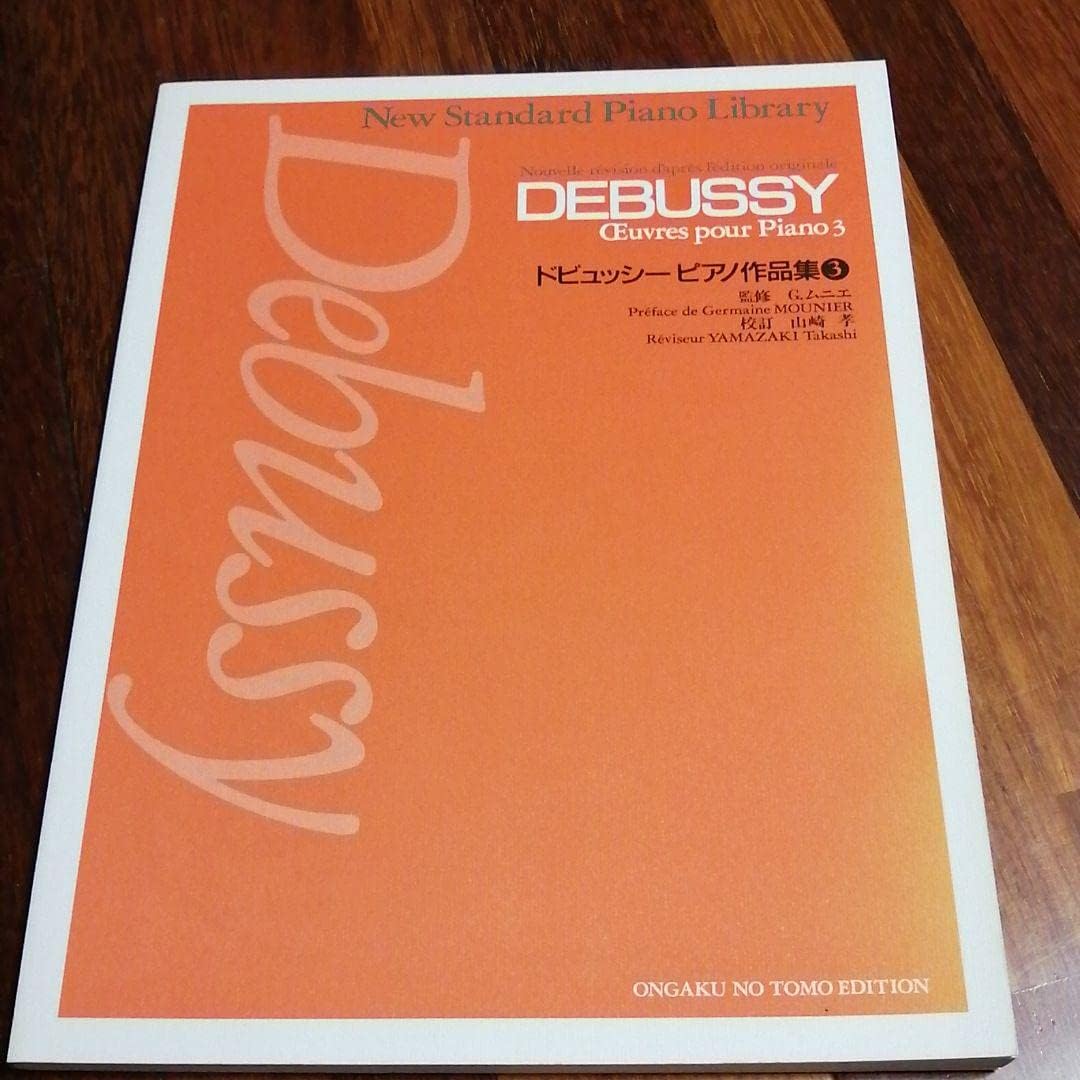 New Standard Piano Library
Nouvelle révision d'après l'édition originale
DEBUSSY
Œuvres pour Piano 3
ドビュッシー ピアノ作品集❸
監修 G.ムニエ
Préface de Germaine MOUNIER
校訂 山崎 孝
Réviseur YAMAZAKI Takashi
Debussy
ONGAKU NO TOMO EDITION